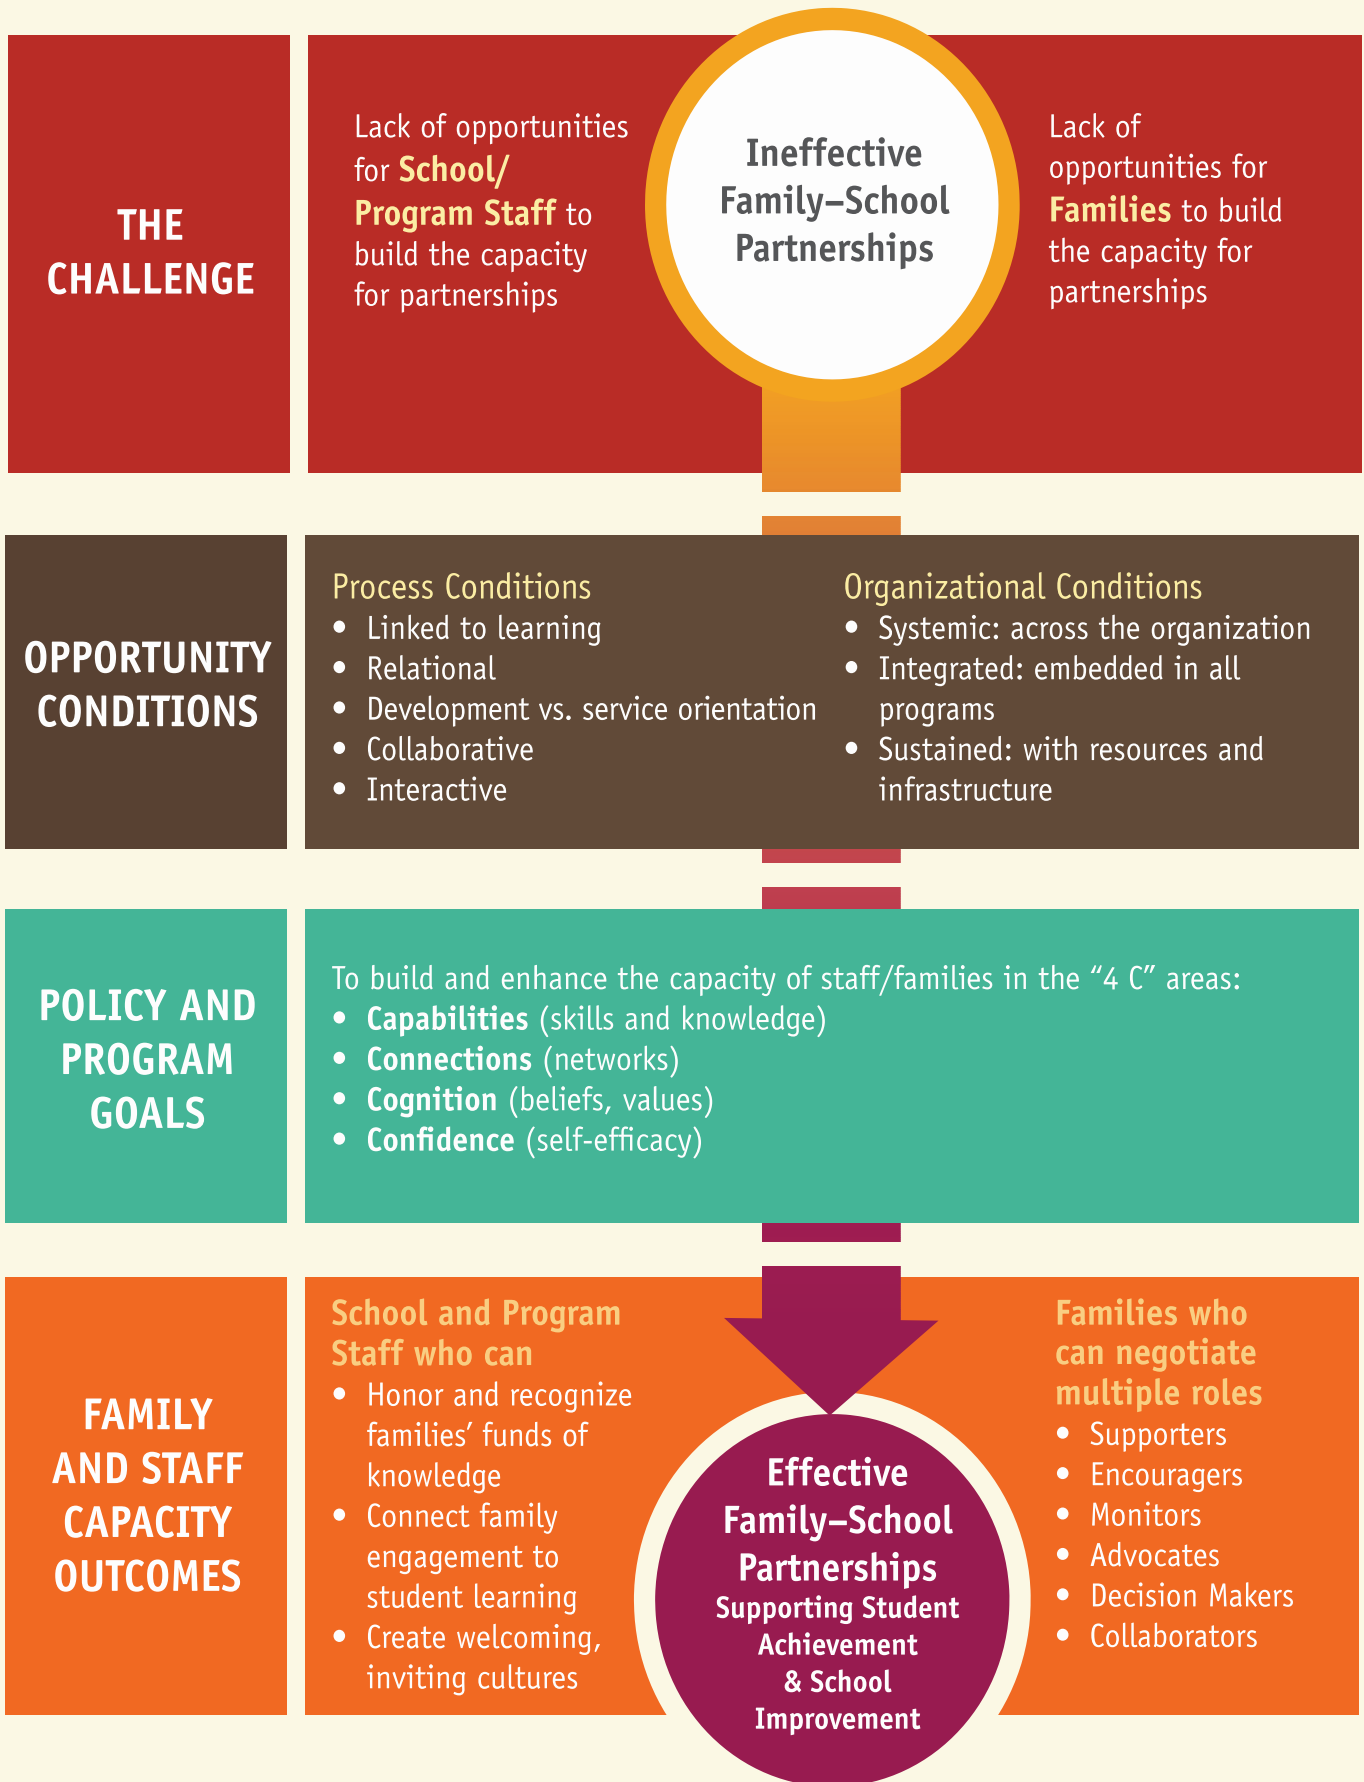 THE
CHALLENGE
Lack of opportunities
for School/
Program Staff to
build the capacity
for partnerships
Ineffective
Family–School
Partnerships
Lack of
opportunities for
Families to build
the capacity for
partnerships
OPPORTUNITY
CONDITIONS
Process Conditions
• Linked to learning
• Relational
• Development vs. service orientation
• Collaborative
• Interactive
Organizational Conditions
• Systemic: across the organization
• Integrated: embedded in all
programs
• Sustained: with resources and
infrastructure
POLICY AND
PROGRAM
GOALS
To build and enhance the capacity of staff/families in the “4 C” areas:
• Capabilities (skills and knowledge)
• Connections (networks)
• Cognition (beliefs, values)
• Confidence (self-efficacy)
FAMILY
AND STAFF
CAPACITY
OUTCOMES
School and Program
Staff who can
• Honor and recognize
families’ funds of
knowledge
• Connect family
engagement to
student learning
• Create welcoming,
inviting cultures
Effective
Family–School
Partnerships
Supporting Student
Achievement
& School
Improvement
Families who
can negotiate
multiple roles
• Supporters
• Encouragers
• Monitors
• Advocates
• Decision Makers
• Collaborators